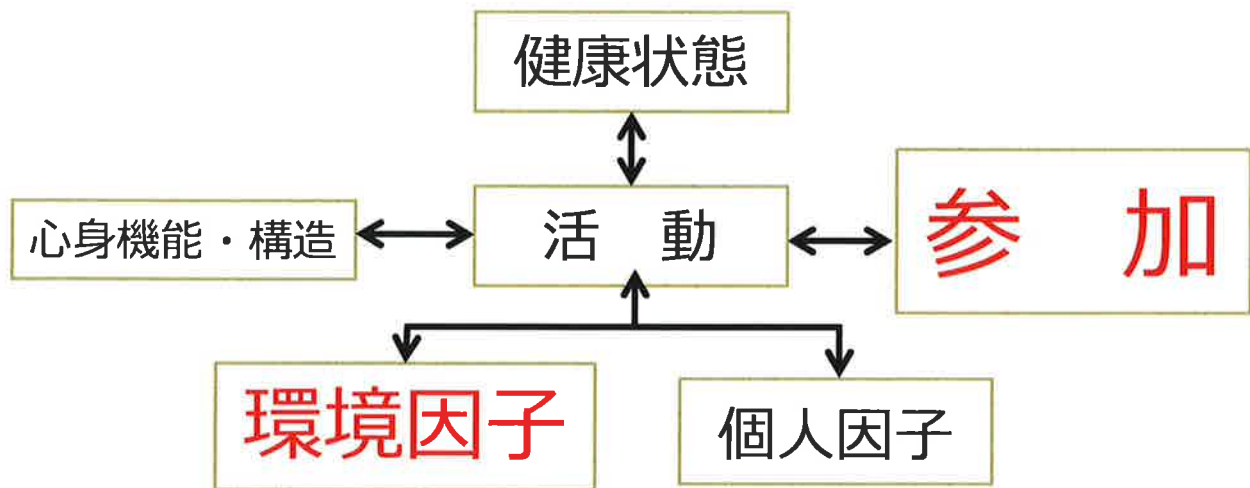 健康状態
心身機能・構造
活　動
参　加
環境因子
個人因子